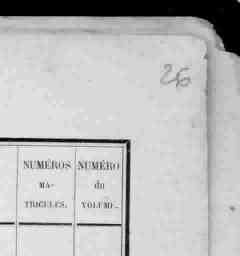 26
NUMÉROS NUMÉRO
MA- du
TRICULES. VOLUME.